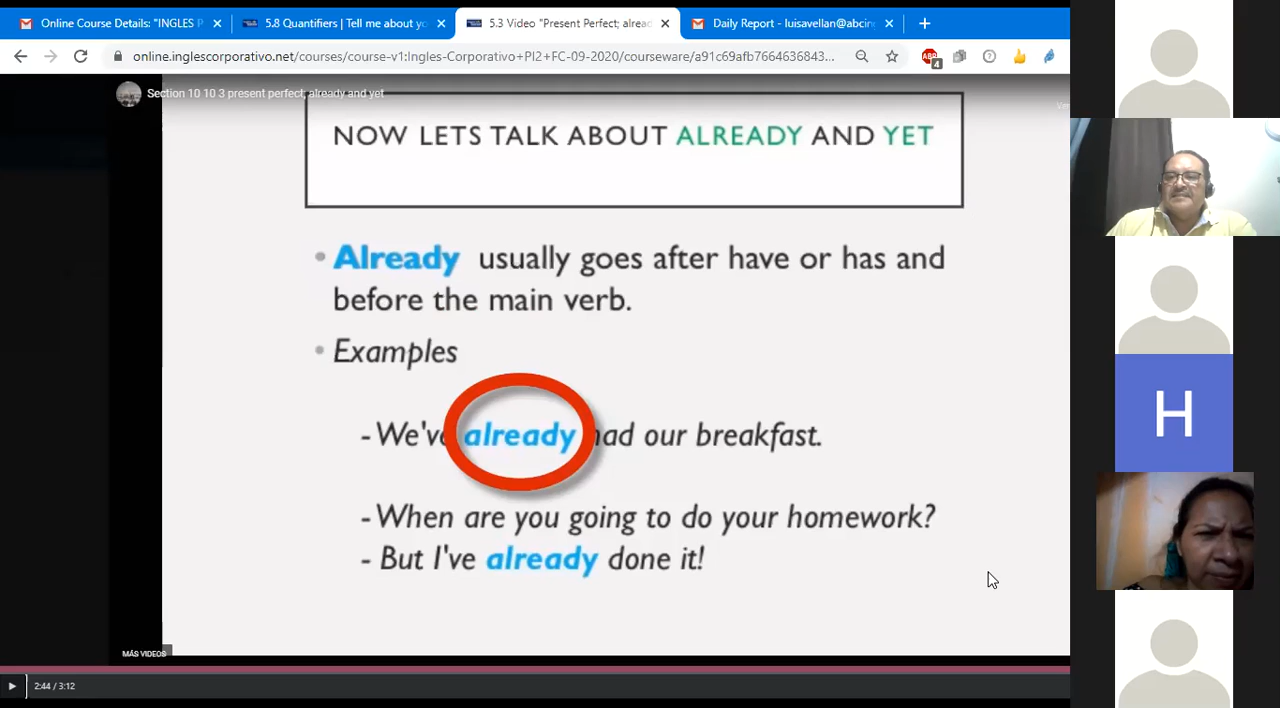 Online Course Details: "INGLES P
5.8 Quantifiers | Tell me about yo
5.3 Video "Present Perfect; alread
Daily Report - luisavellan@abcin
online.inglescorporativo.net/courses/course-v1:Ingles-Corporativo+PI2+FC-09-2020/courseware/a91c69afb7664636843...
ABP
4
Section 10 10 3 present perfect; already and yet
Ver
NOW LETS TALK ABOUT ALREADY AND YET
• Already usually goes after have or has and
before the main verb.
• Examples
- We've already had our breakfast.
- When are you going to do your homework?
- But I've already done it!
H
MÁS VIDEOS
2:44 / 3:12